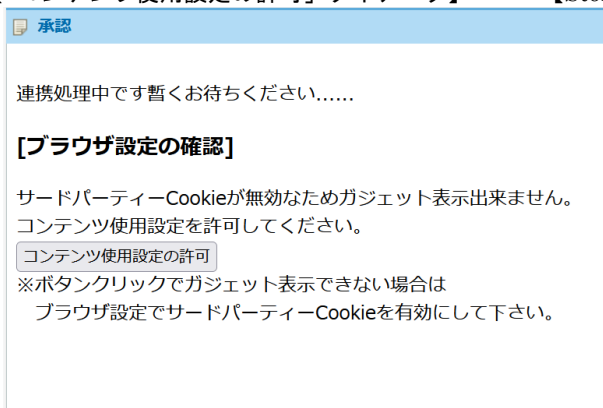 承認
連携処理中です暫くお待ちください......
[ブラウザ設定の確認]
サードパーティーCookieが無効なためガジェット表示出来ません。
コンテンツ使用設定を許可してください。
コンテンツ使用設定の許可
※ボタンクリックでガジェット表示できない場合は
ブラウザ設定でサードパーティーCookieを有効にして下さい。